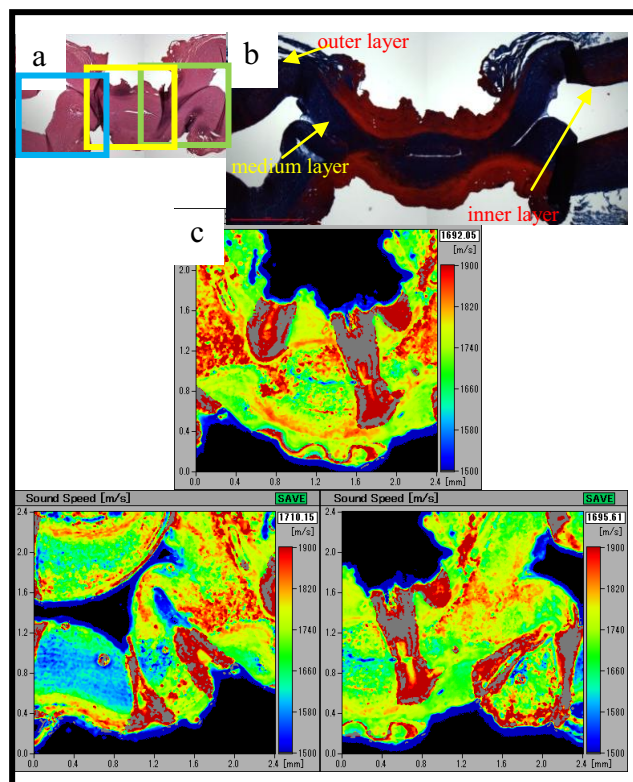 a
b
outer layer
medium layer
inner layer
c
1692.05
[m/s]
1900
1820
1740
1660
1580
1500
2.0
1.6
1.2
0.8
0.4
0.0
0.0 0.4 0.8 1.2 1.6 2.0 2.4
[mm]
Sound Speed [m/s] SAVE
1710.15
[m/s]
1900
1820
1740
1660
1580
1500
2.4
2.0
1.6
1.2
0.8
0.4
0.0
0.0 0.4 0.8 1.2 1.6 2.0 2.4
[mm]
Sound Speed [m/s] SAVE
1695.61
[m/s]
1900
1820
1740
1660
1580
1500
2.4
2.0
1.6
1.2
0.8
0.4
0.0
0.0 0.4 0.8 1.2 1.6 2.0 2.4
[mm]